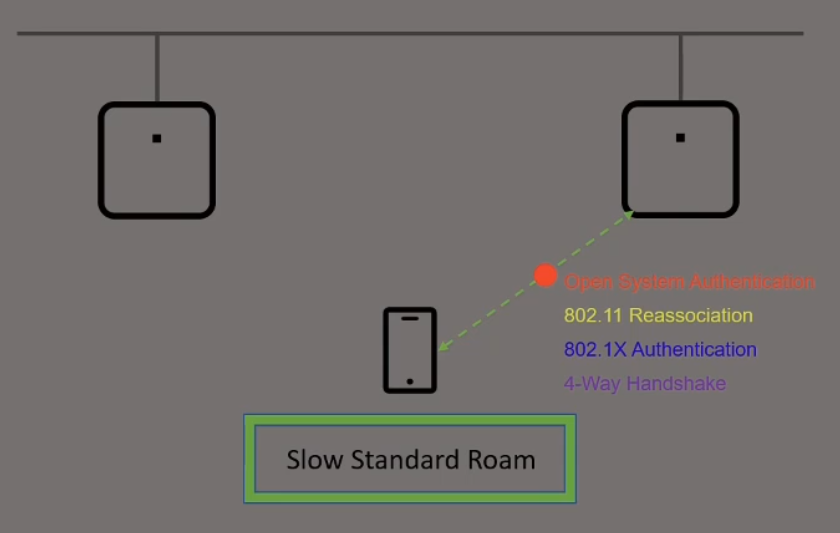 Open System Authentication
802.11 Reassociation
802.1X Authentication
4-Way Handshake
Slow Standard Roam